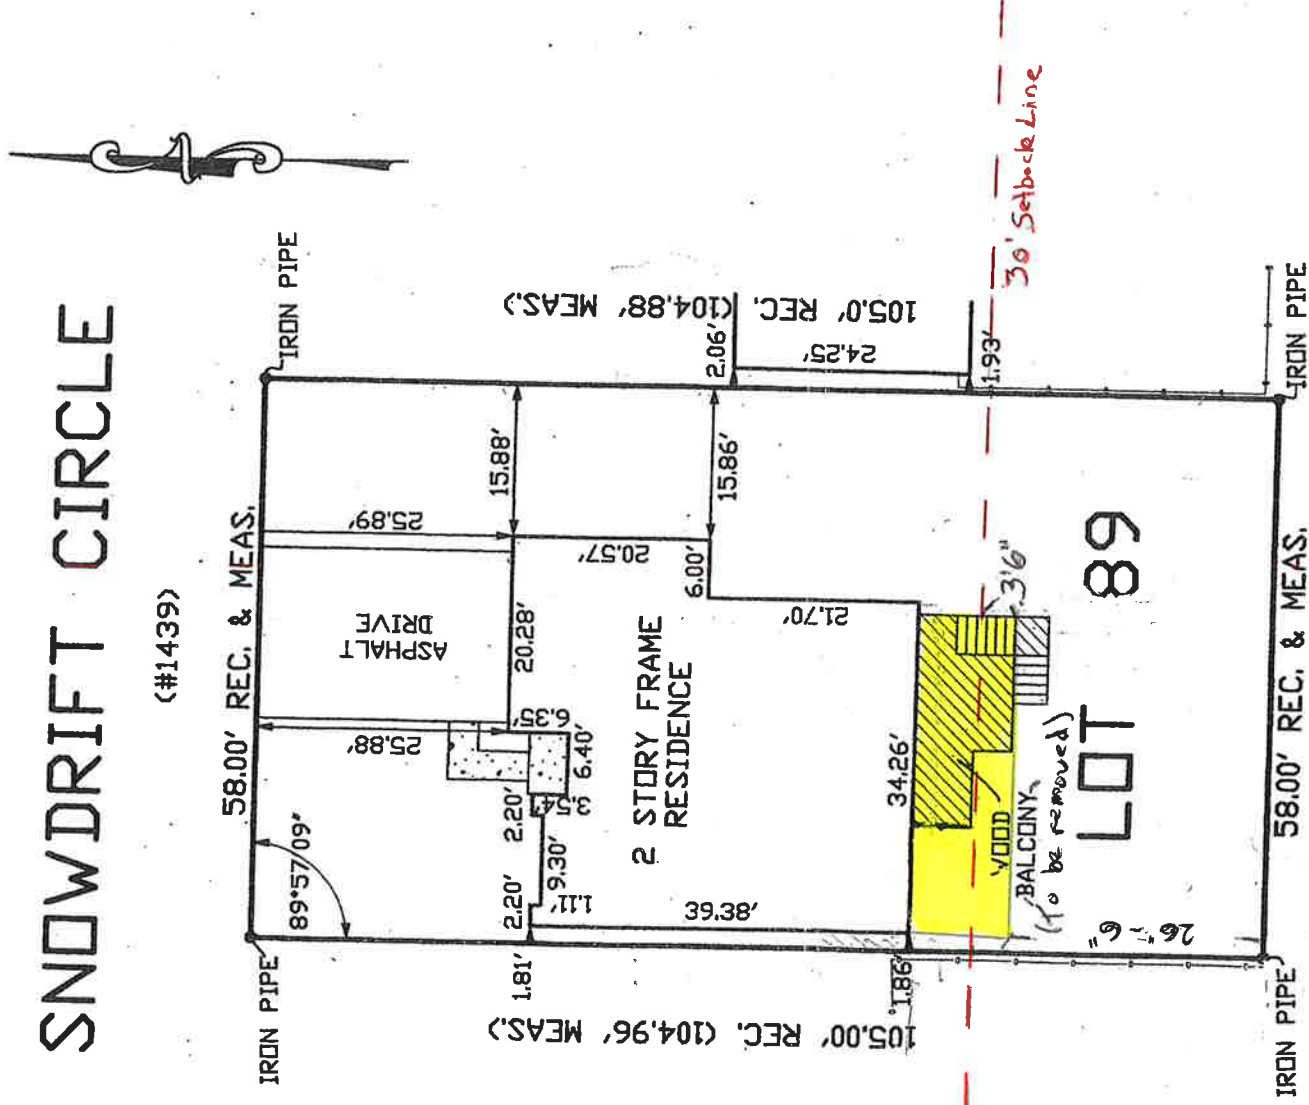 SNOWDRIFT CIRCLE
(#1439)
58.00' REC. & MEAS.
IRON PIPE
IRON PIPE
89°57'09"
25.88'
25.89'
ASPHALT
DRIVE
15.88'
15.86'
20.28'
20.57'
6.00'
21.70'
6.35'
6.40'
2.20'
9.30'
2.20'
1.11'
1.81'
39.38'
2 STORY FRAME
RESIDENCE
34.26'
1.86'
105.00' REC. (104.96' MEAS.)
105.0' REC. (104.88' MEAS.)
2.06'
24.25'
1.93'
30' Setback Line
3'6"
WOOD
BALCONY
(to be removed)
26'-6"
LOT 89
58.00' REC. & MEAS.
IRON PIPE
IRON PIPE